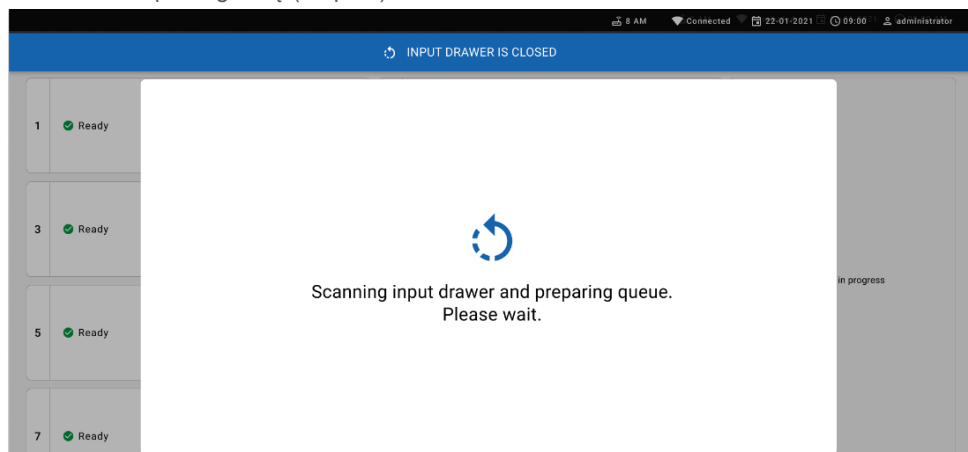 8 AM Connected 22-01-2021 09:00 administrator
INPUT DRAWER IS CLOSED
1 Ready
3 Ready
Scanning input drawer and preparing queue.
Please wait.
in progress
5 Ready
7 Ready